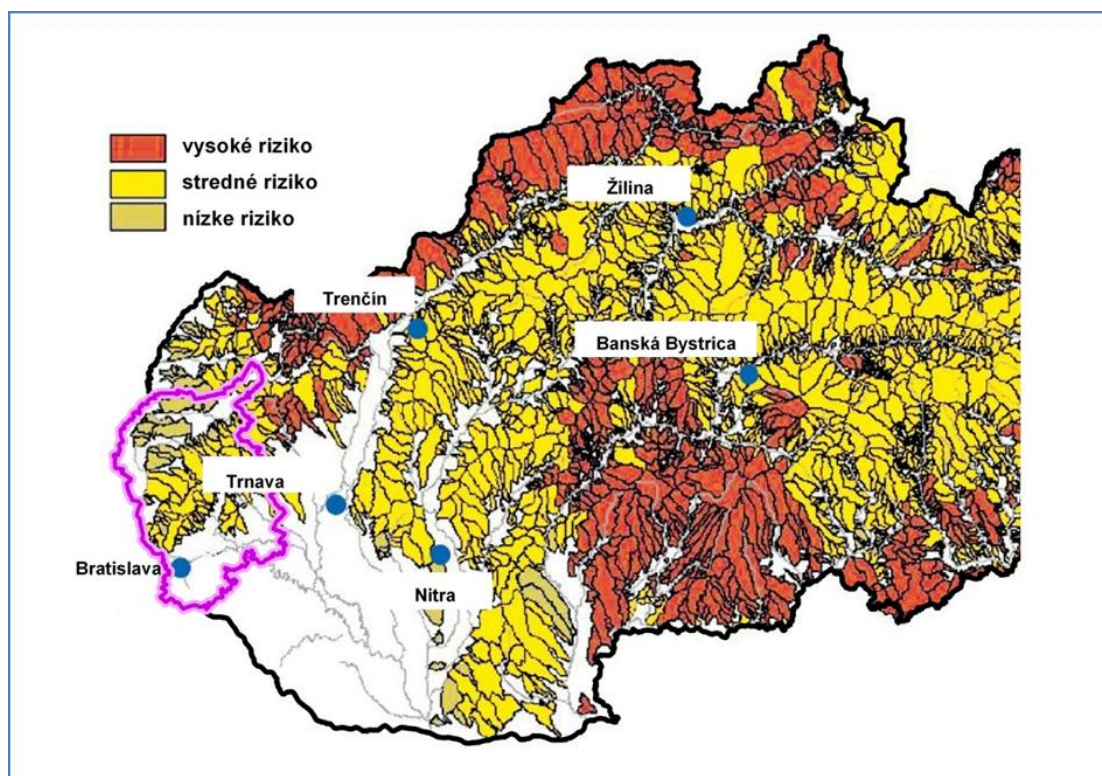 vysoké riziko
stredné riziko
nízke riziko
Žilina
Trenčín
Banská Bystrica
Trnava
Bratislava
Nitra